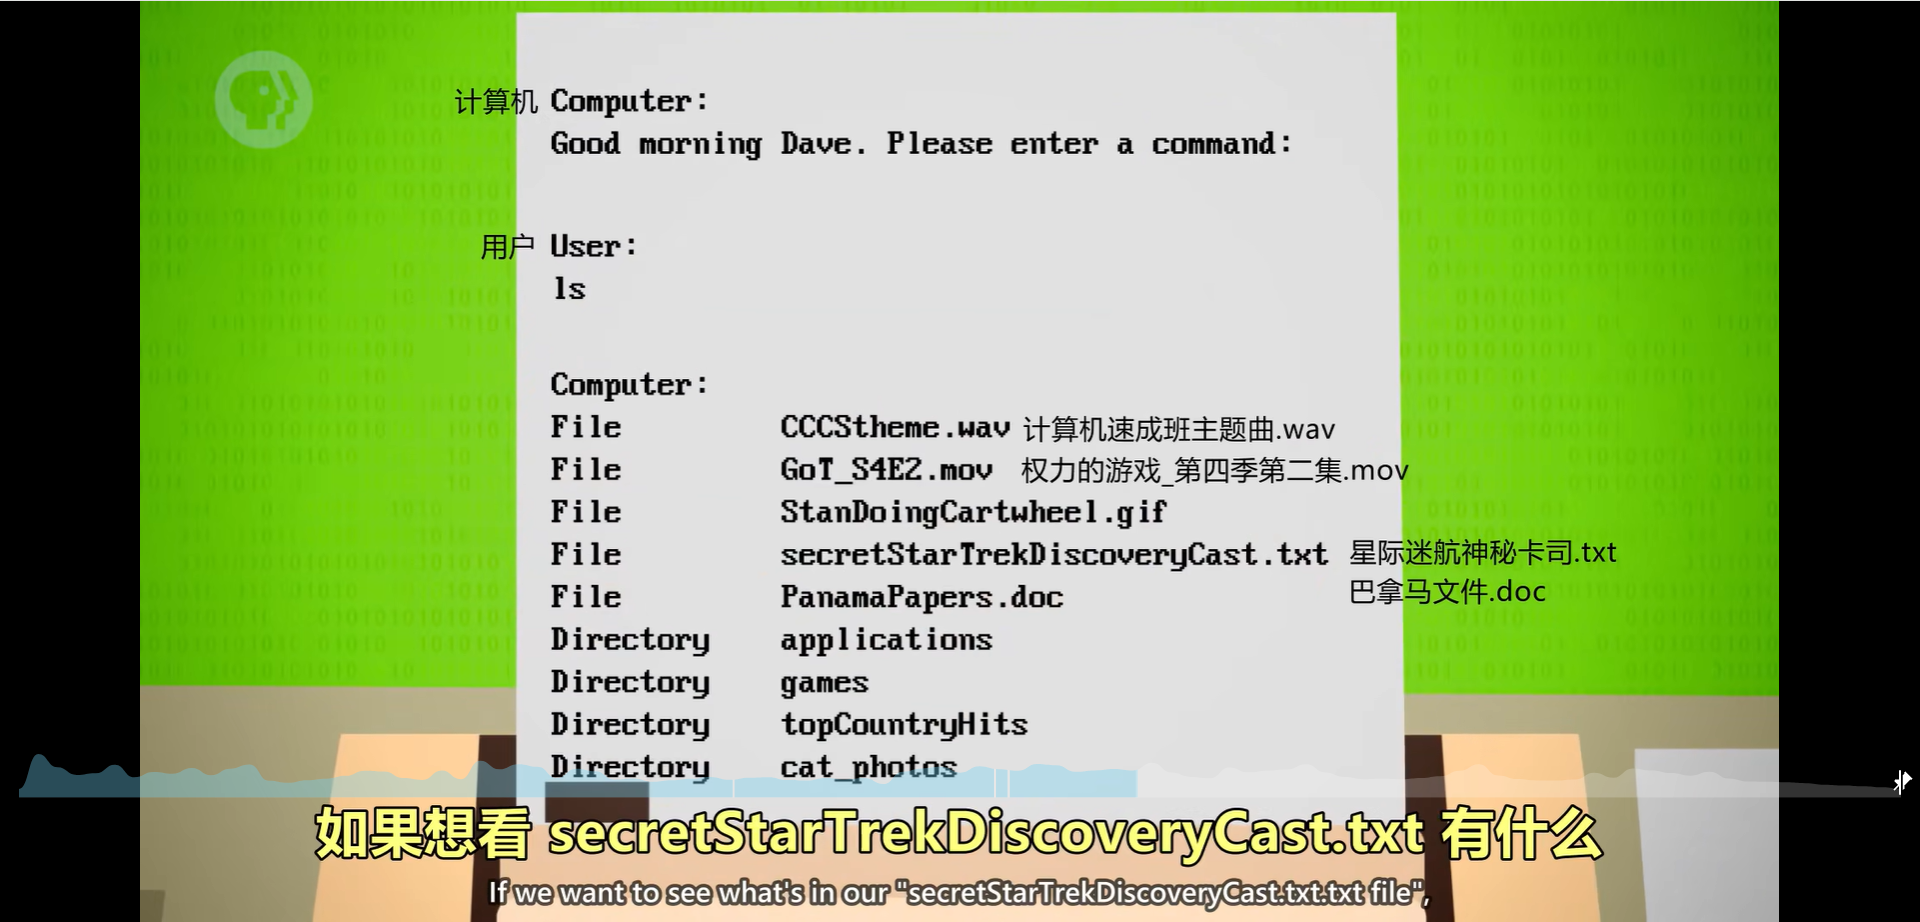 计算机 Computer:
Good morning Dave. Please enter a command:
用户 User:
ls
Computer:
File CCCStheme.wav 计算机速成班主题曲.wav
File GoT_S4E2.mov 权力的游戏_第四季第二集.mov
File StanDoingCartwheel.gif
File secretStarTrekDiscoveryCast.txt 星际迷航神秘卡司.txt
File PanamaPapers.doc 巴拿马文件.doc
Directory applications
Directory games
Directory topCountryHits
Directory cat_photos
如果想看 secretStarTrekDiscoveryCast.txt 有什么
If we want to see what's in our "secretStarTrekDiscoveryCast.txt.txt file",